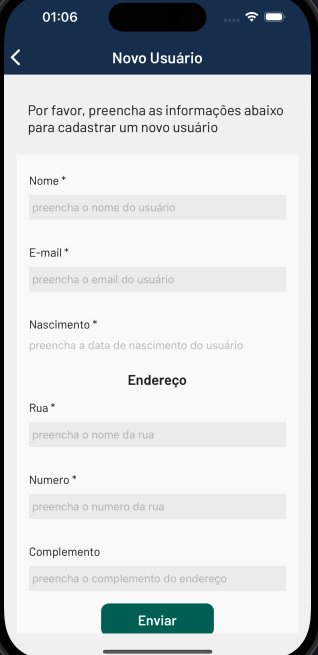 01:06
Novo Usuário
Por favor, preencha as informações abaixo
para cadastrar um novo usuário
Nome *
preencha o nome do usuário
E-mail *
preencha o email do usuário
Nascimento *
preencha a data de nascimento do usuário
Endereço
Rua *
preencha o nome da rua
Numero *
preencha o numero da rua
Complemento
preencha o complemento do endereço
Enviar